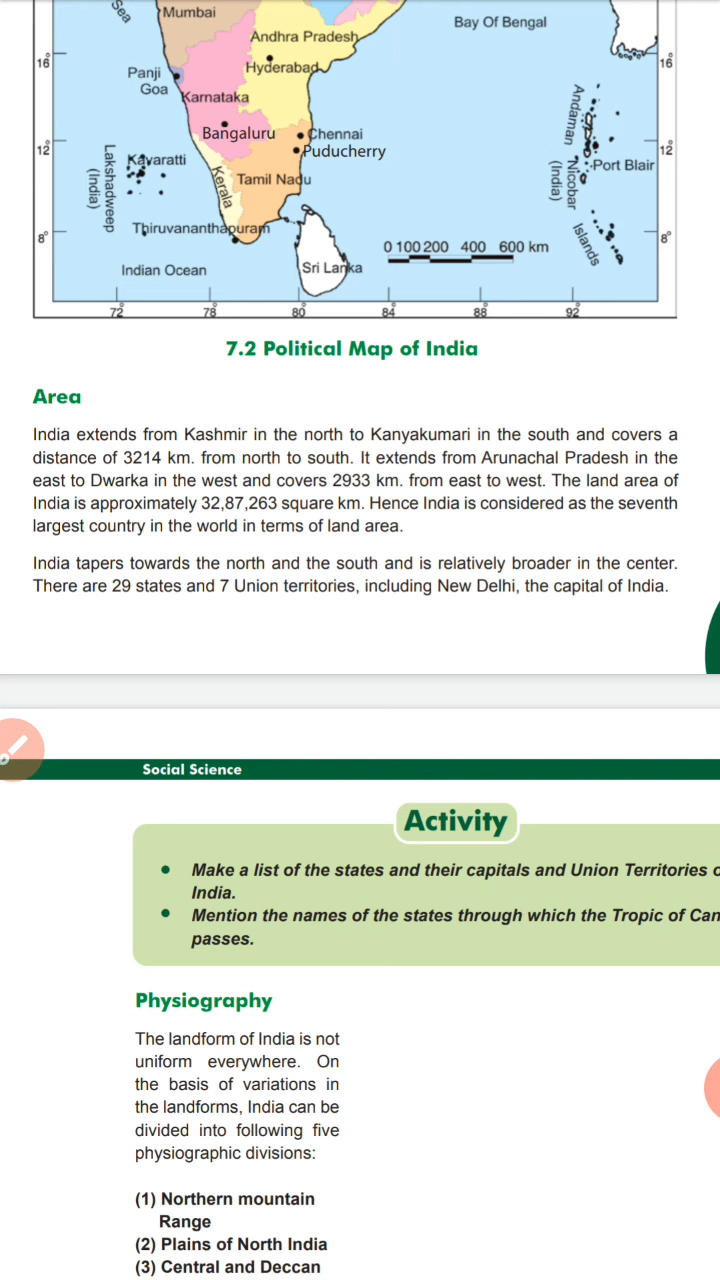 Sea
Mumbai
Bay Of Bengal
Andhra Pradesh
16°
16°
Hyderabad
Panji
Goa
Karnataka
Bangaluru
Chennai
Puducherry
12°
12°
Andaman Nicobar Islands
(India)
Port Blair
Kavaratti
Lakshadweep
(India)
Kerala
Tamil Nadu
Thiruvananthapuram
8°
8°
0 100 200 400 600 km
Indian Ocean
Sri Lanka
72° 78° 80° 84° 88° 92°
7.2 Political Map of India
Area
India extends from Kashmir in the north to Kanyakumari in the south and covers a
distance of 3214 km. from north to south. It extends from Arunachal Pradesh in the
east to Dwarka in the west and covers 2933 km. from east to west. The land area of
India is approximately 32,87,263 square km. Hence India is considered as the seventh
largest country in the world in terms of land area.
India tapers towards the north and the south and is relatively broader in the center.
There are 29 states and 7 Union territories, including New Delhi, the capital of India.
Social Science
Activity
• Make a list of the states and their capitals and Union Territories
India.
• Mention the names of the states through which the Tropic of Can
passes.
Physiography
The landform of India is not
uniform everywhere. On
the basis of variations in
the landforms, India can be
divided into following five
physiographic divisions:
(1) Northern mountain
Range
(2) Plains of North India
(3) Central and Deccan